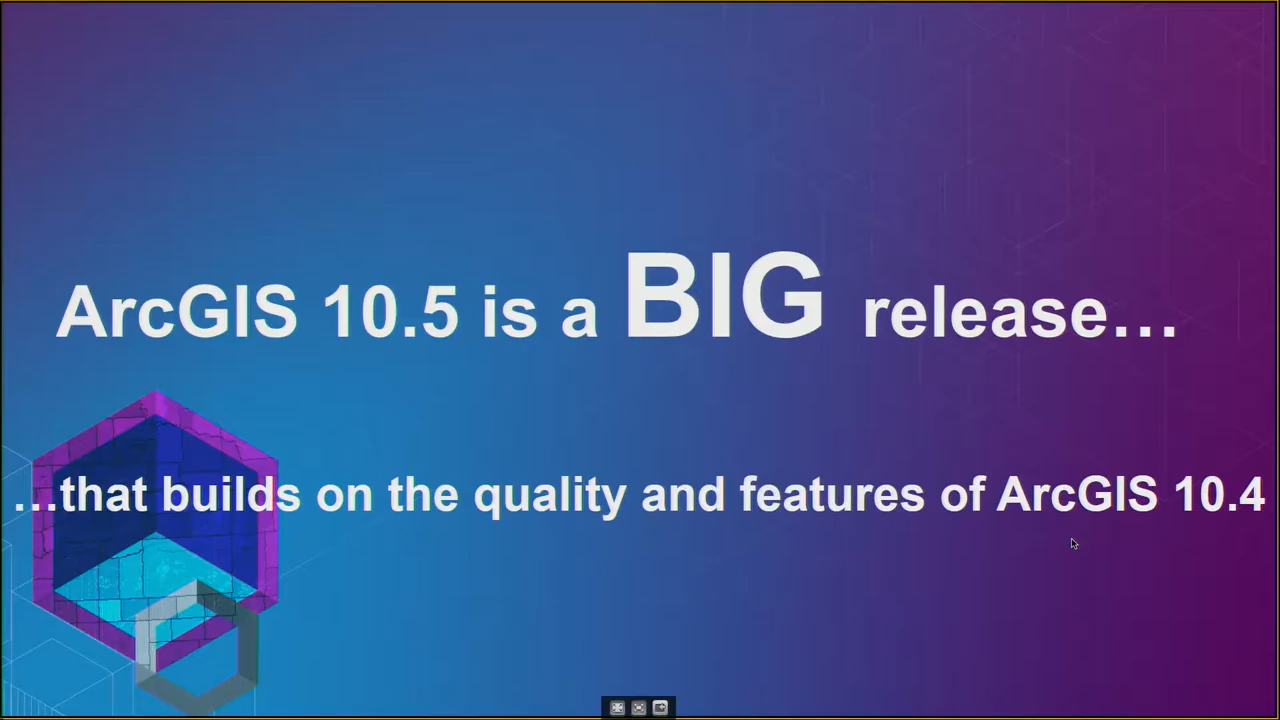 ArcGIS 10.5 is a BIG release…
…that builds on the quality and features of ArcGIS 10.4